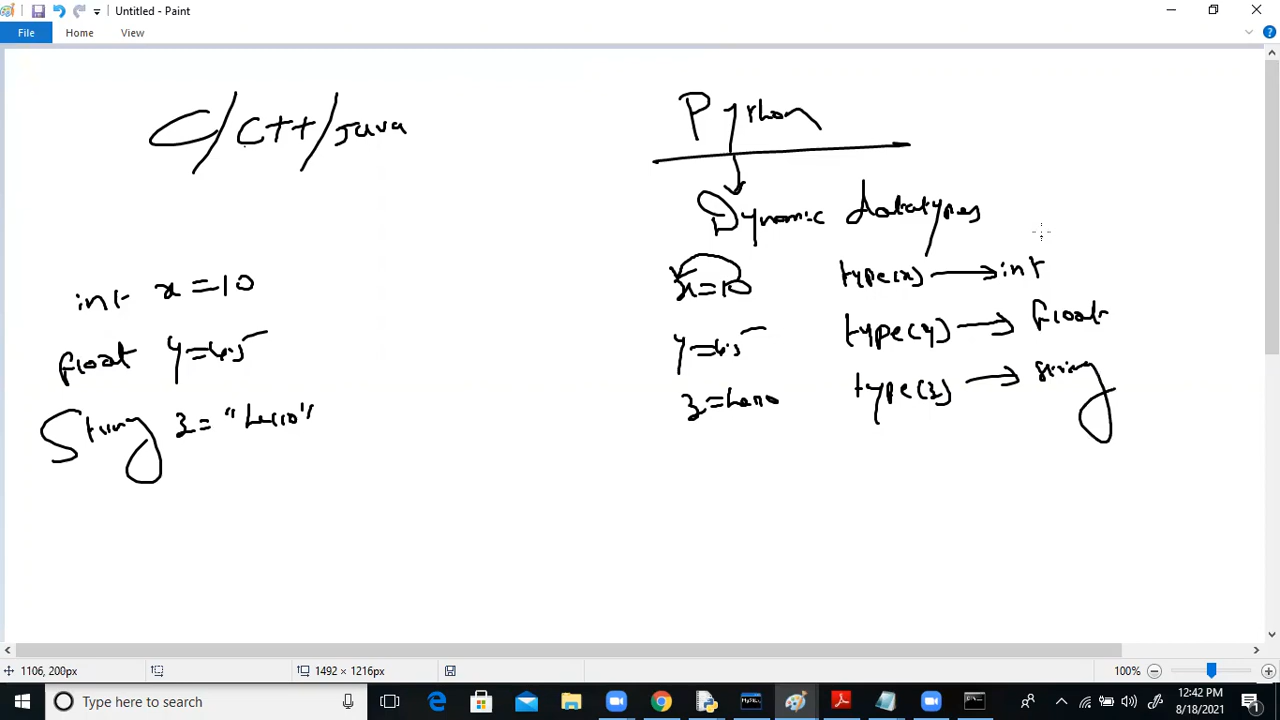 Untitled - Paint
File Home View
C/C++/Java
int x=10
float y=4.5
String z= "hello"
Python
Dynamic datatypes
x=10 type(x) → int
y=4.5 type(y) → float
z=hello type(z) → string
1106, 200px 1492 × 1216px 100%
Type here to search
12:42 PM
8/18/2021